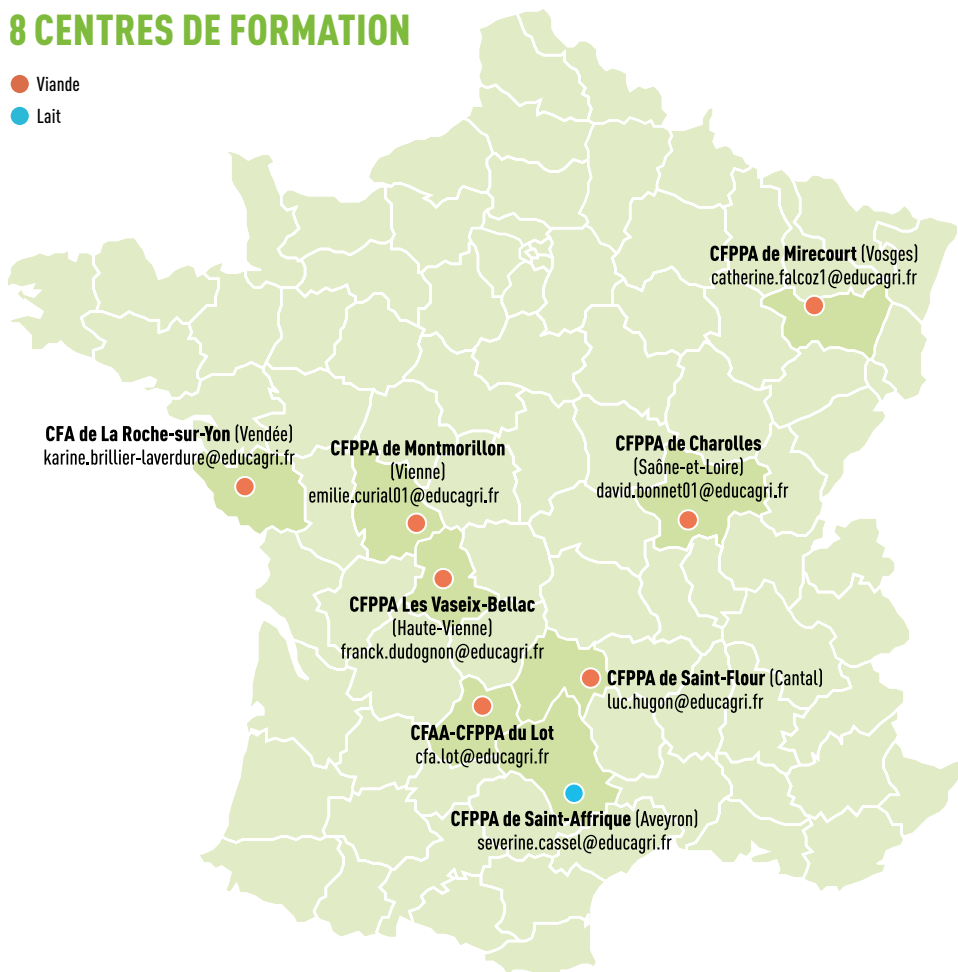 8 CENTRES DE FORMATION
Viande
Lait
CFPPA de Mirecourt (Vosges)
catherine.falcoz1@educagri.fr
CFA de La Roche-sur-Yon (Vendée)
karine.brillier-laverdure@educagri.fr
CFPPA de Montmorillon
(Vienne)
emilie.curial01@educagri.fr
CFPPA de Charolles
(Saône-et-Loire)
david.bonnet01@educagri.fr
CFPPA Les Vaseix-Bellac
(Haute-Vienne)
franck.dudognon@educagri.fr
CFPPA de Saint-Flour (Cantal)
luc.hugon@educagri.fr
CFAA-CFPPA du Lot
cfa.lot@educagri.fr
CFPPA de Saint-Affrique (Aveyron)
severine.cassel@educagri.fr